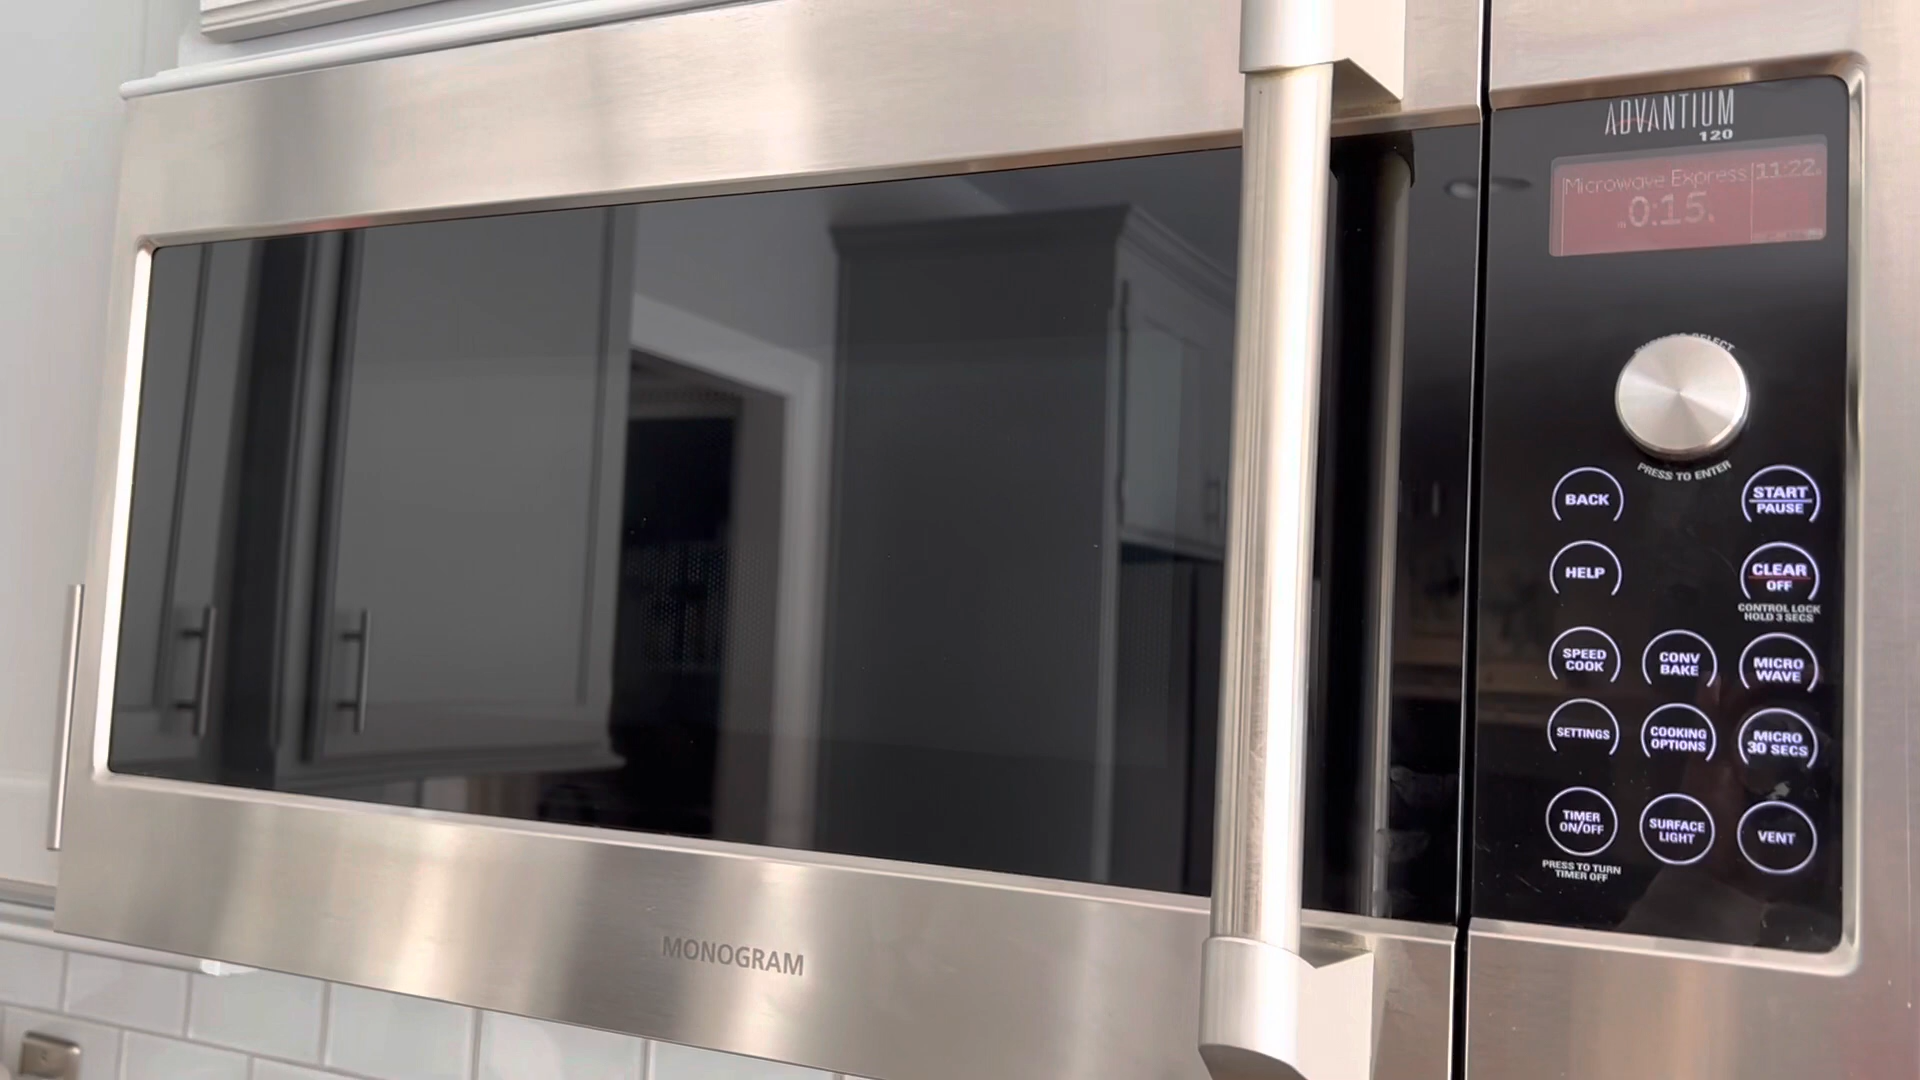 ADVANTIUM
120
Microwave Express 11:22
0:15
SELECT
PRESS TO ENTER
BACK
START
PAUSE
HELP
CLEAR
OFF
CONTROL LOCK
HOLD 3 SECS
SPEED
COOK
CONV
BAKE
MICRO
WAVE
SETTINGS
COOKING
OPTIONS
MICRO
30 SECS
TIMER
ON/OFF
SURFACE
LIGHT
VENT
PRESS TO TURN
TIMER OFF
MONOGRAM